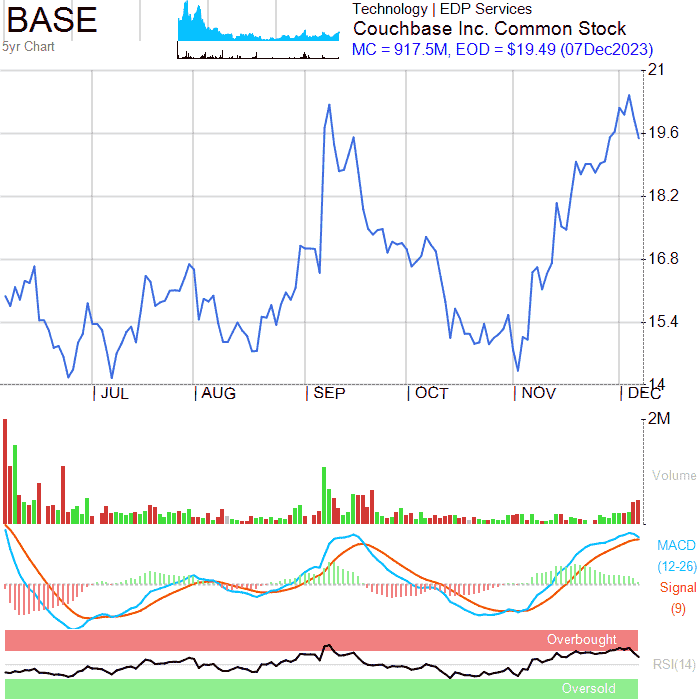 BASE
5yr Chart
Technology | EDP Services
Couchbase Inc. Common Stock
MC = 917.5M, EOD = $19.49 (07Dec2023)
21
19.6
18.2
16.8
15.4
14
JUL AUG SEP OCT NOV DEC
2M
Volume
MACD
(12-26)
Signal
(9)
Overbought
RSI(14)
Oversold